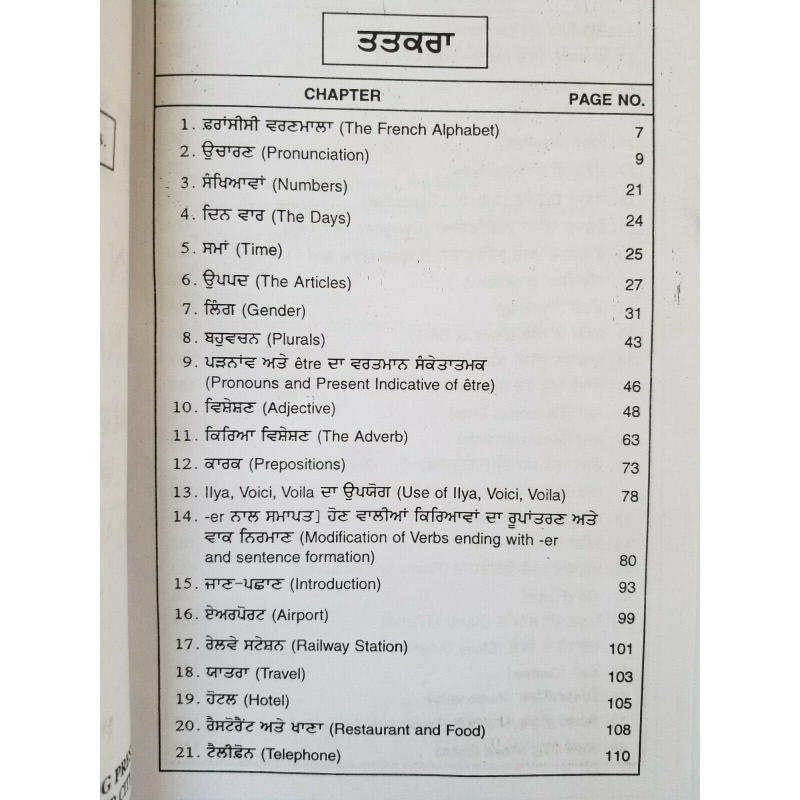 ਤਤਕਰਾ
CHAPTER PAGE NO.
1. ਫ਼ਰਾਂਸੀਸੀ ਵਰਣਮਾਲਾ (The French Alphabet) 7
2. ਉਚਾਰਣ (Pronunciation) 9
3. ਸੰਖਿਆਵਾਂ (Numbers) 21
4. ਦਿਨ ਵਾਰ (The Days) 24
5. ਸਮਾਂ (Time) 25
6. ਉਪਪਦ (The Articles) 27
7. ਲਿੰਗ (Gender) 31
8. ਬਹੁਵਚਨ (Plurals) 43
9. ਪੜਨਾਂਵ ਅਤੇ être ਦਾ ਵਰਤਮਾਨ ਸੰਕੇਤਾਤਮਕ
(Pronouns and Present Indicative of être) 46
10. ਵਿਸ਼ੇਸ਼ਣ (Adjective) 48
11. ਕਿਰਿਆ ਵਿਸ਼ੇਸ਼ਣ (The Adverb) 63
12. ਕਾਰਕ (Prepositions) 73
13. Ilya, Voici, Voila ਦਾ ਉਪਯੋਗ (Use of Ilya, Voici, Voila) 78
14. -er ਨਾਲ ਸਮਾਪਤ] ਹੋਣ ਵਾਲੀਆਂ ਕਿਰਿਆਵਾਂ ਦਾ ਰੂਪਾਂਤਰਣ ਅਤੇ
ਵਾਕ ਨਿਰਮਾਣ (Modification of Verbs ending with -er
and sentence formation) 80
15. ਜਾਣ-ਪਛਾਣ (Introduction) 93
16. ਏਅਰਪੋਰਟ (Airport) 99
17. ਰੇਲਵੇ ਸਟੇਸ਼ਨ (Railway Station) 101
18. ਯਾਤਰਾ (Travel) 103
19. ਹੋਟਲ (Hotel) 105
20. ਰੈਸਟਰੈਂਟ ਅਤੇ ਖਾਣਾ (Restaurant and Food) 108
21. ਟੈਲੀਫ਼ੋਨ (Telephone) 110